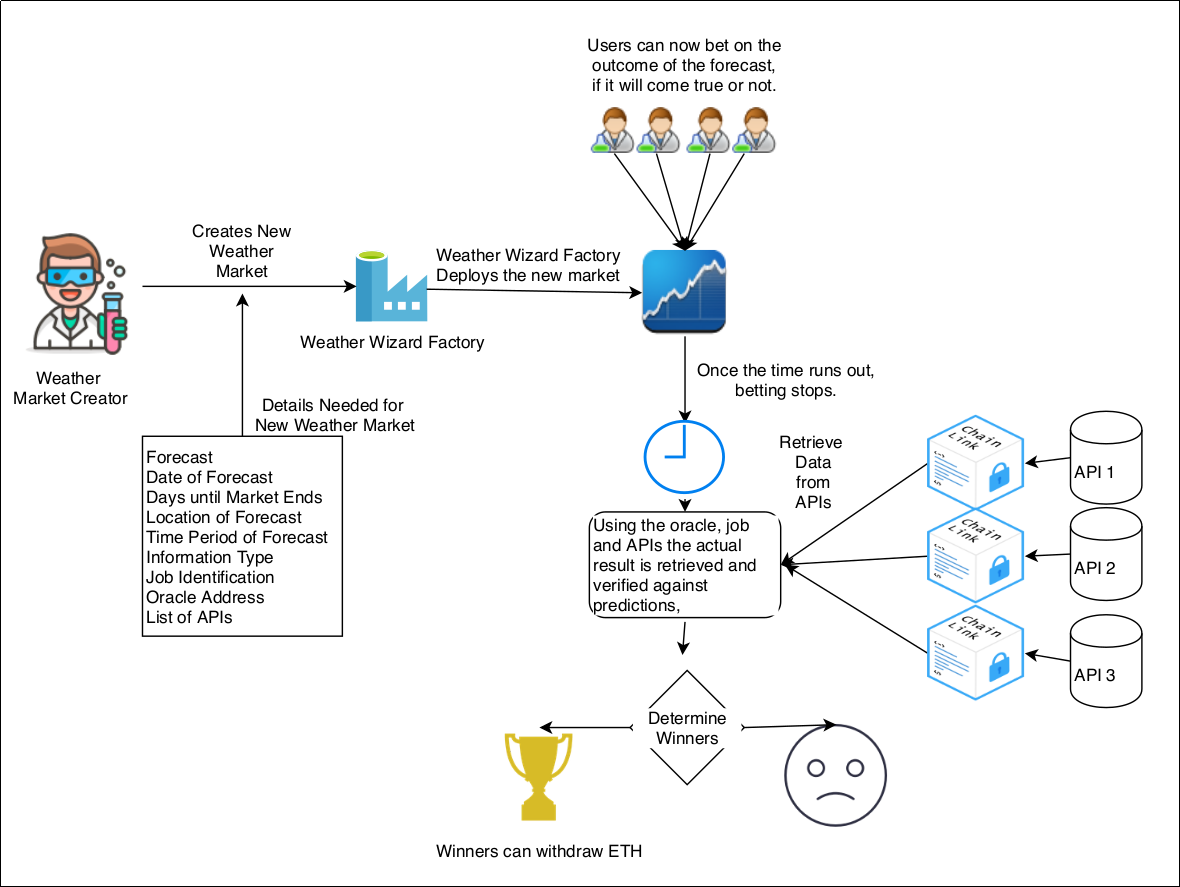 Users can now bet on the
outcome of the forecast,
if it will come true or not.
Creates New
Weather
Market
Weather Wizard Factory
Deploys the new market
Weather Wizard Factory
Weather
Market Creator
Once the time runs out,
betting stops.
Details Needed for
New Weather Market
Forecast
Date of Forecast
Days until Market Ends
Location of Forecast
Time Period of Forecast
Information Type
Job Identification
Oracle Address
List of APIs
Retrieve
Data
from
APIs
Chain
Link
API 1
Chain
Link
API 2
Chain
Link
API 3
Using the oracle, job
and APIs the actual
result is retrieved and
verified against
predictions,
Determine
Winners
Winners can withdraw ETH